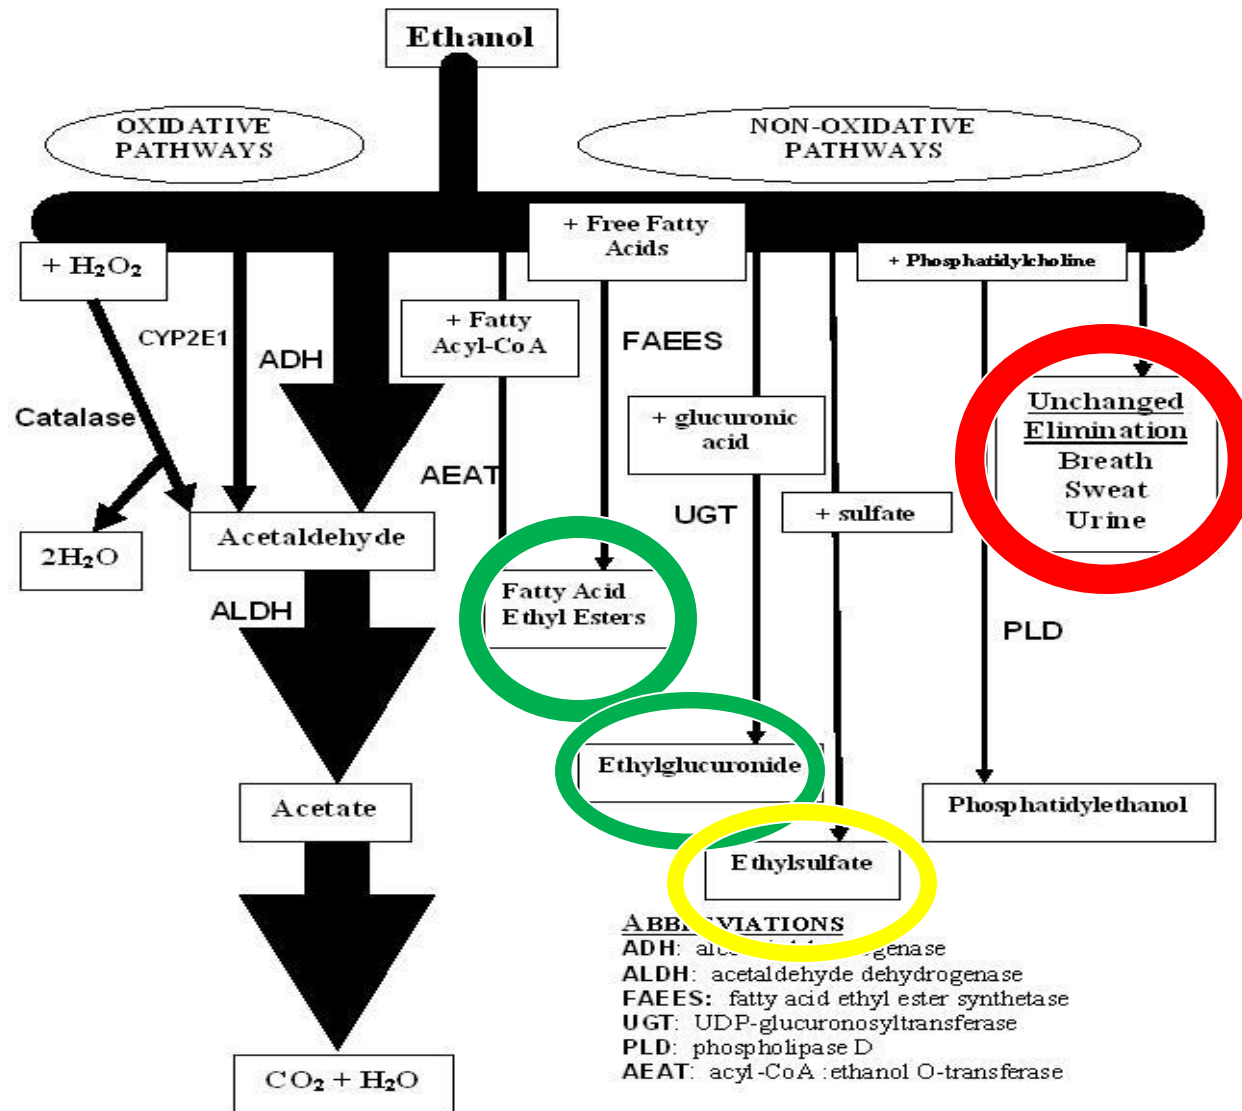 Ethanol
OXIDATIVE
PATHWAYS
NON-OXIDATIVE
PATHWAYS
+ H₂O₂
+ Free Fatty
Acids
+ Phosphatidylcholine
CYP2E1
ADH
+ Fatty
Acyl-CoA
FAEES
Catalase
+ glucuronic
acid
Unchanged
Elimination
Breath
Sweat
Urine
AEAT
UGT
+ sulfate
2H₂O
Acetaldehyde
Fatty Acid
Ethyl Esters
ALDH
PLD
Ethylglucuronide
Acetate
Phosphatidylethanol
Ethylsulfate
ABBREVIATIONS
ADH:
ALDH: acetaldehyde dehydrogenase
FAEES: fatty acid ethyl ester synthetase
UGT: UDP-glucuronosyltransferase
PLD: phospholipase D
AEAT: acyl-CoA :ethanol O-transferase
CO₂ + H₂O